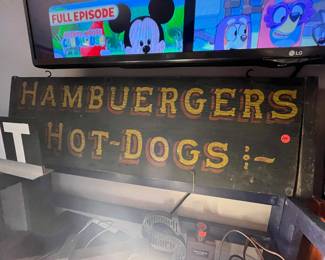 FULL EPISODE
LG
HAMBUERGERS
T
HOT-DOGS :~